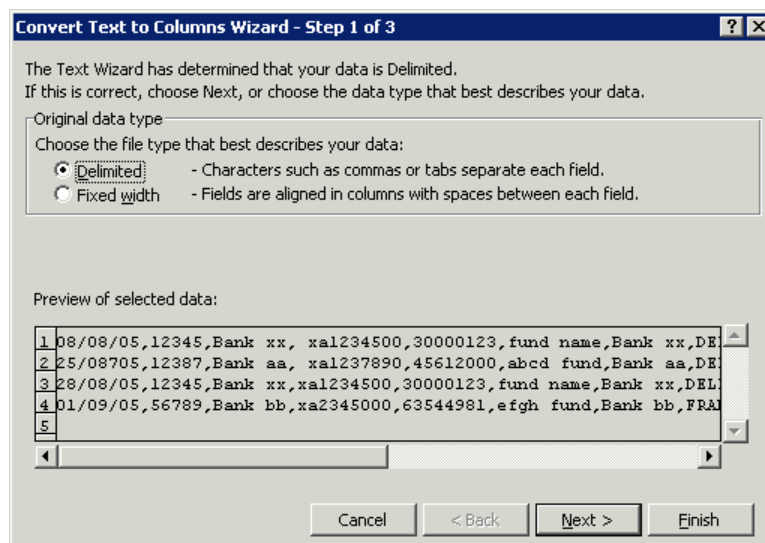 Convert Text to Columns Wizard - Step 1 of 3
The Text Wizard has determined that your data is Delimited.
If this is correct, choose Next, or choose the data type that best describes your data.
Original data type
Choose the file type that best describes your data:
Delimited - Characters such as commas or tabs separate each field.
Fixed width - Fields are aligned in columns with spaces between each field.
Preview of selected data:
1 08/08/05,12345,Bank xx, xa1234500,30000123,fund name,Bank xx,DEL
2 25/08705,12387,Bank aa, xa1237890,45612000,abcd fund,Bank aa,DE
3 28/08/05,12345,Bank xx,xa1234500,30000123,fund name,Bank xx,DEL
4 01/09/05,56789,Bank bb,xa2345000,63544981,efgh fund,Bank bb,FRA
5
Cancel < Back Next > Finish